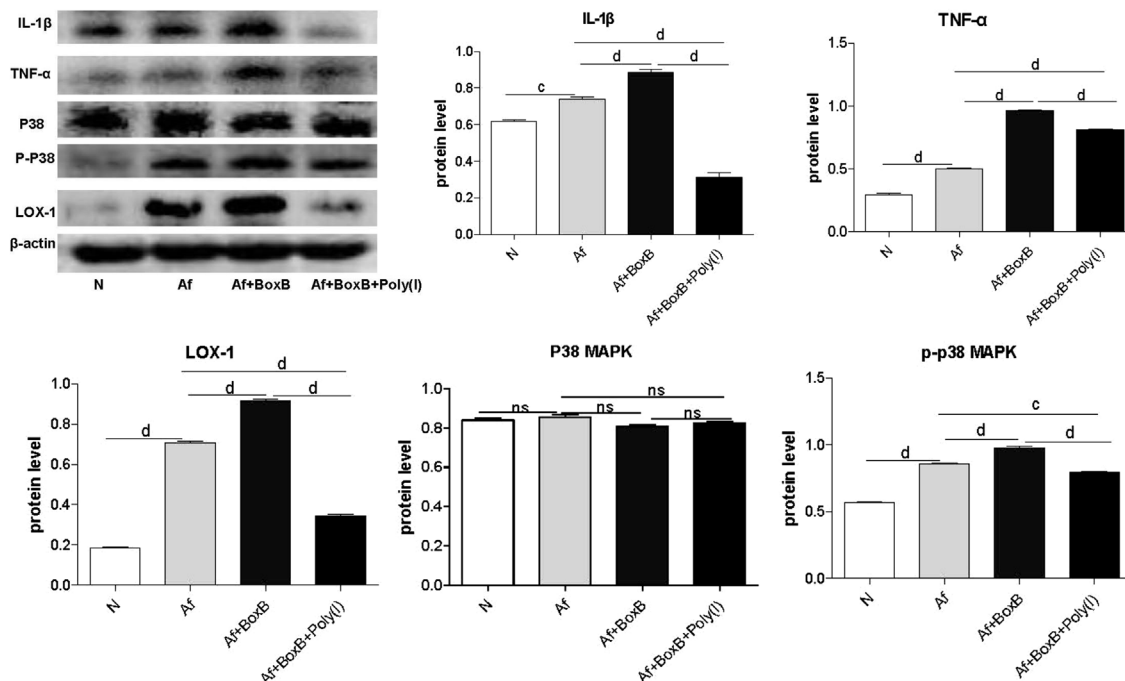 IL-1β
TNF-α
P38
P-P38
LOX-1
β-actin
N Af Af+BoxB Af+BoxB+Poly(I)
IL-1β
protein level
1.0
0.8
0.6
0.4
0.2
0.0
d
d d
c
N Af Af+BoxB Af+BoxB+Poly(I)
TNF-α
protein level
1.5
1.0
0.5
0.0
d
d d
d
N Af Af+BoxB Af+BoxB+Poly(I)
LOX-1
protein level
1.0
0.8
0.6
0.4
0.2
0.0
d
d d
d
N Af Af+BoxB Af+BoxB+Poly(I)
P38 MAPK
protein level
1.0
0.8
0.6
0.4
0.2
0.0
ns
ns ns ns
N Af Af+BoxB Af+BoxB+Poly(I)
p-p38 MAPK
protein level
1.5
1.0
0.5
0.0
c
d d
d
N Af Af+BoxB Af+BoxB+Poly(I)